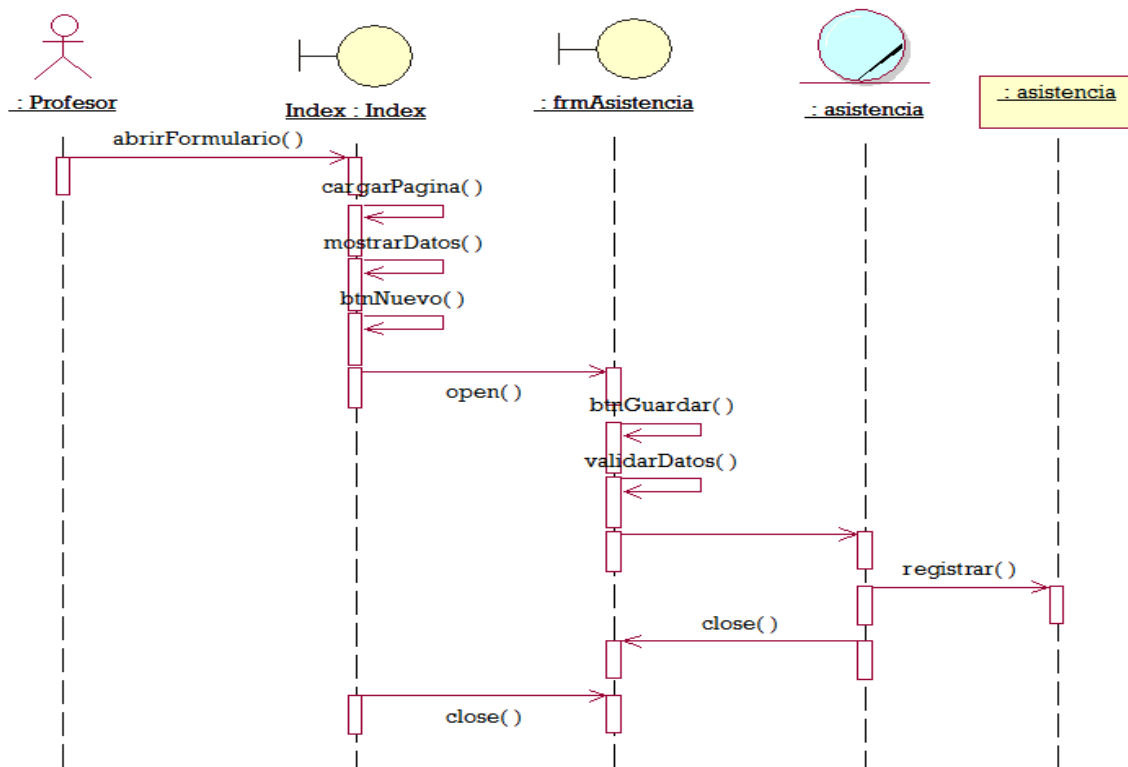 : Profesor
Index : Index
: frmAsistencia
: asistencia
: asistencia
abrirFormulario( )
cargarPagina( )
mostrarDatos( )
btnNuevo( )
open( )
btnGuardar( )
validarDatos( )
registrar( )
close( )
close( )